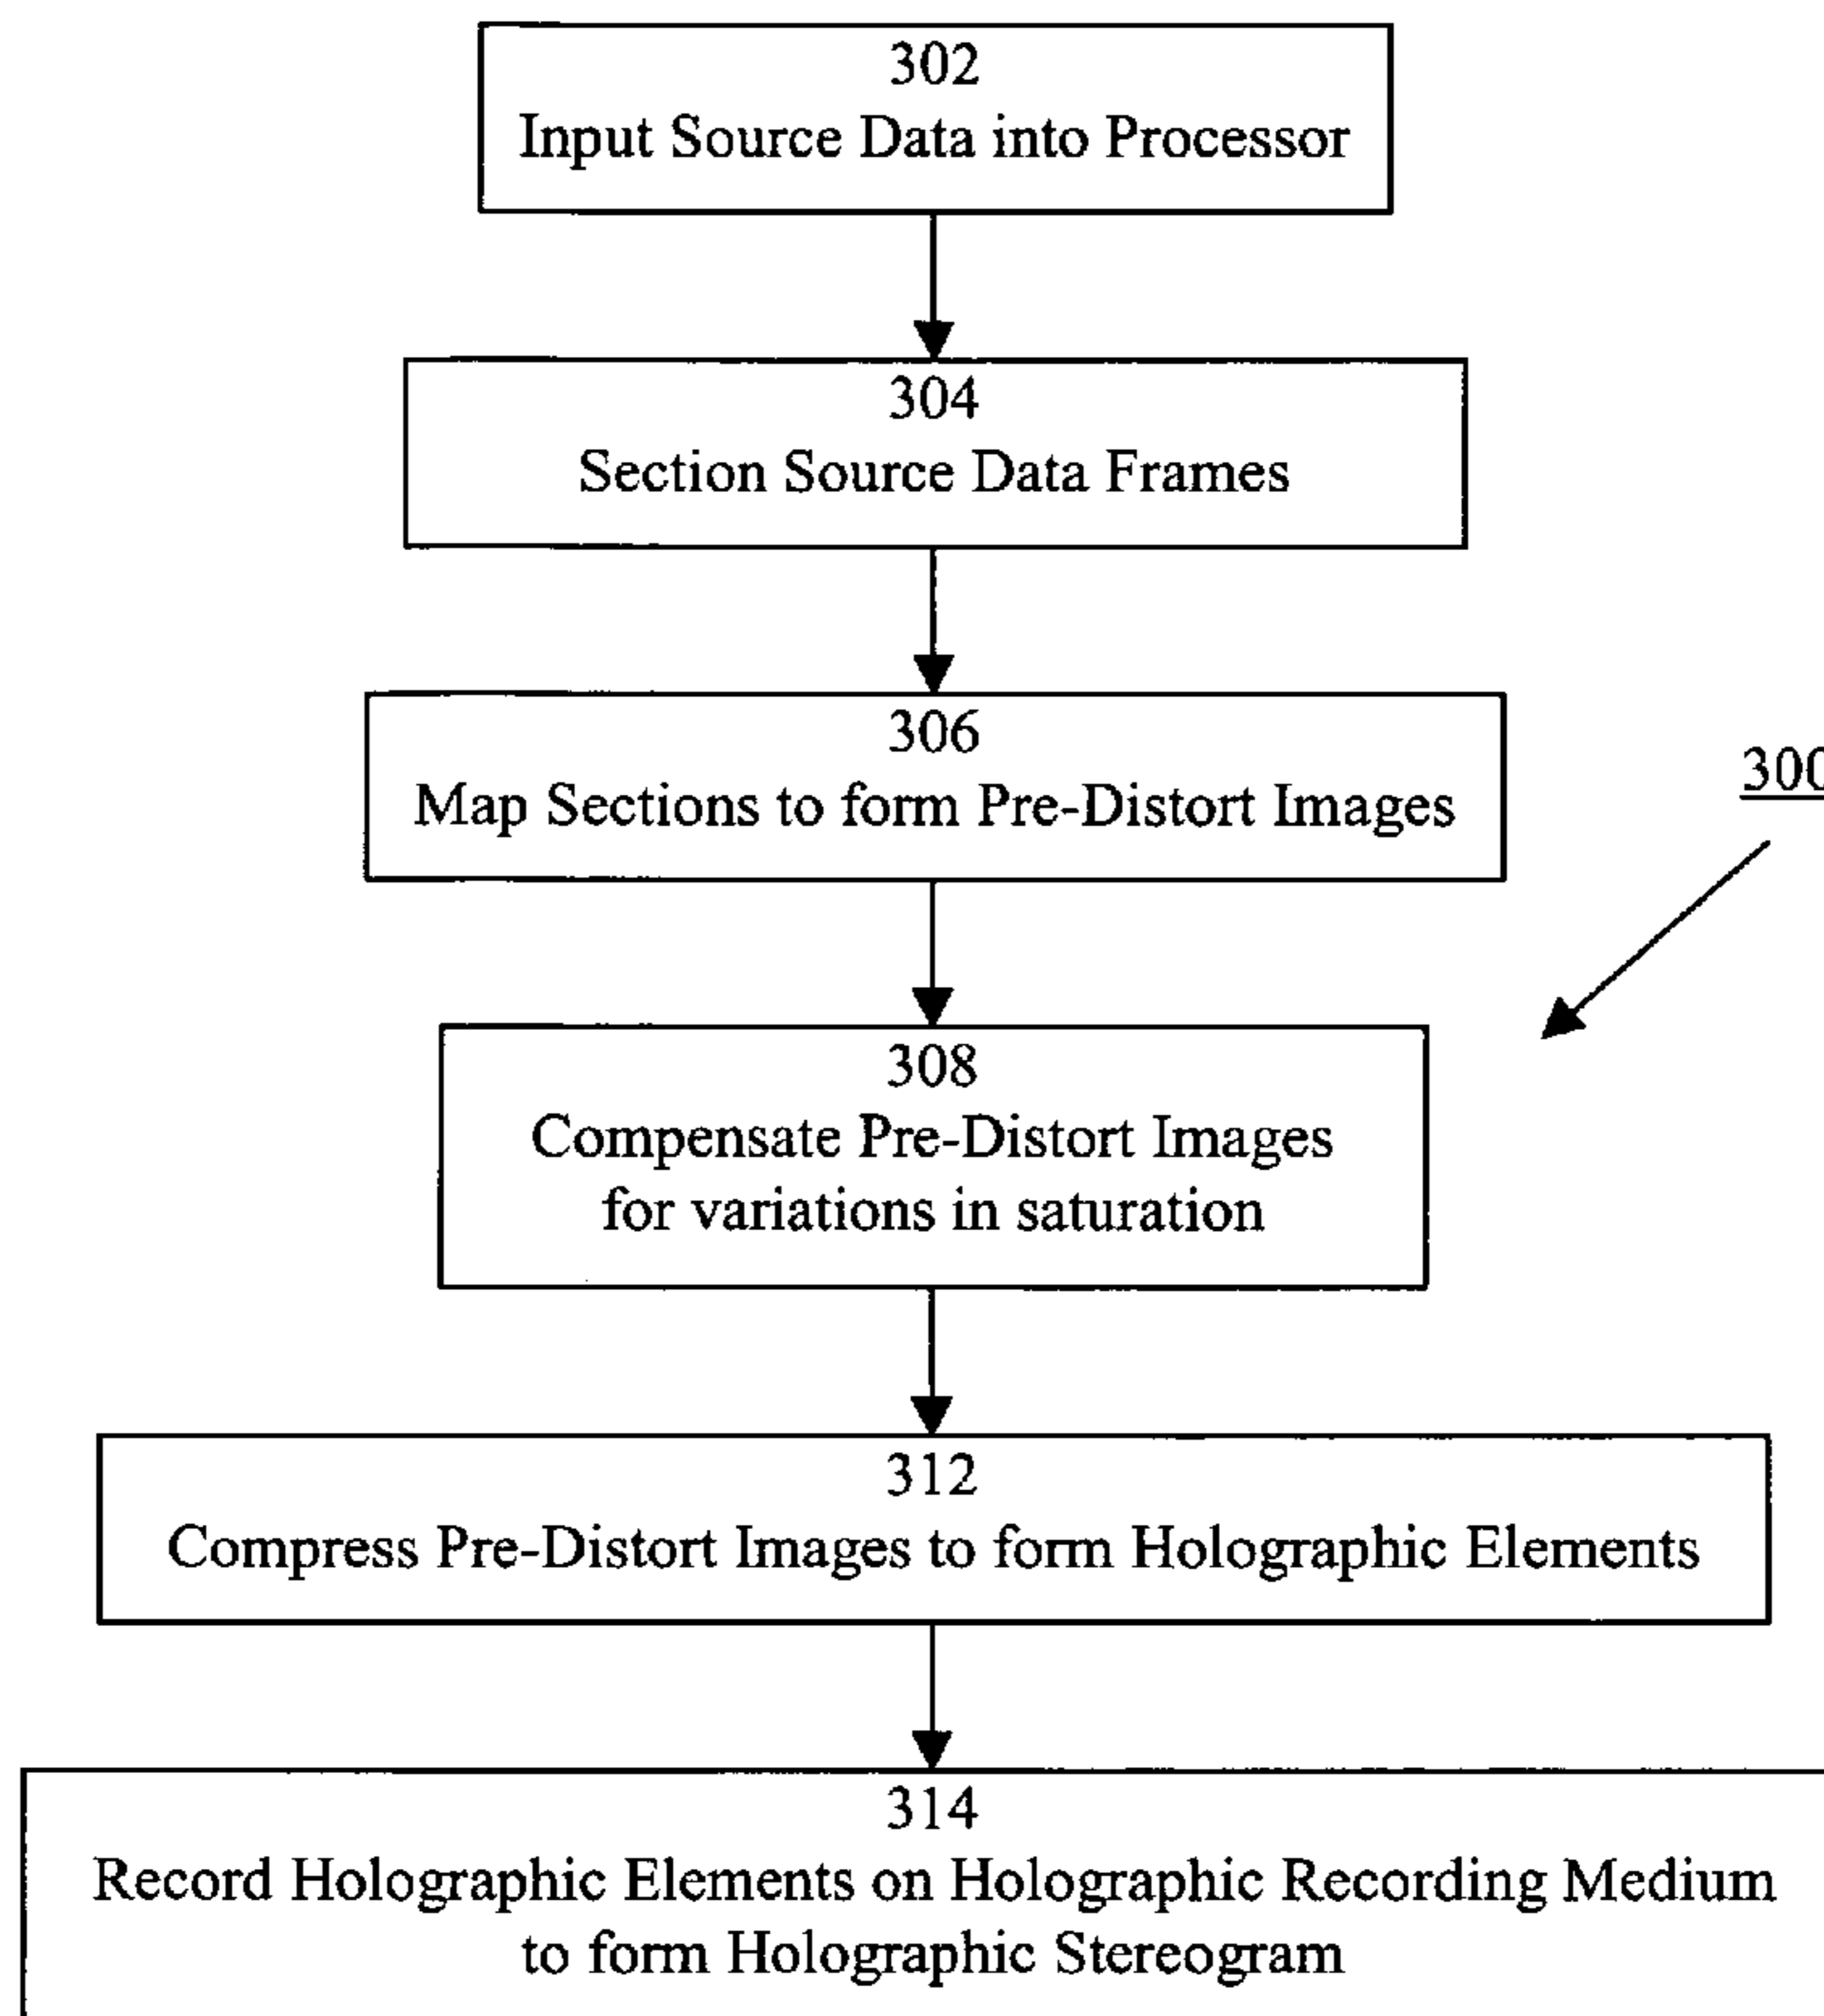 302
Input Source Data into Processor
304
Section Source Data Frames
306
Map Sections to form Pre-Distort Images
300
308
Compensate Pre-Distort Images
for variations in saturation
312
Compress Pre-Distort Images to form Holographic Elements
314
Record Holographic Elements on Holographic Recording Medium
to form Holographic Stereogram